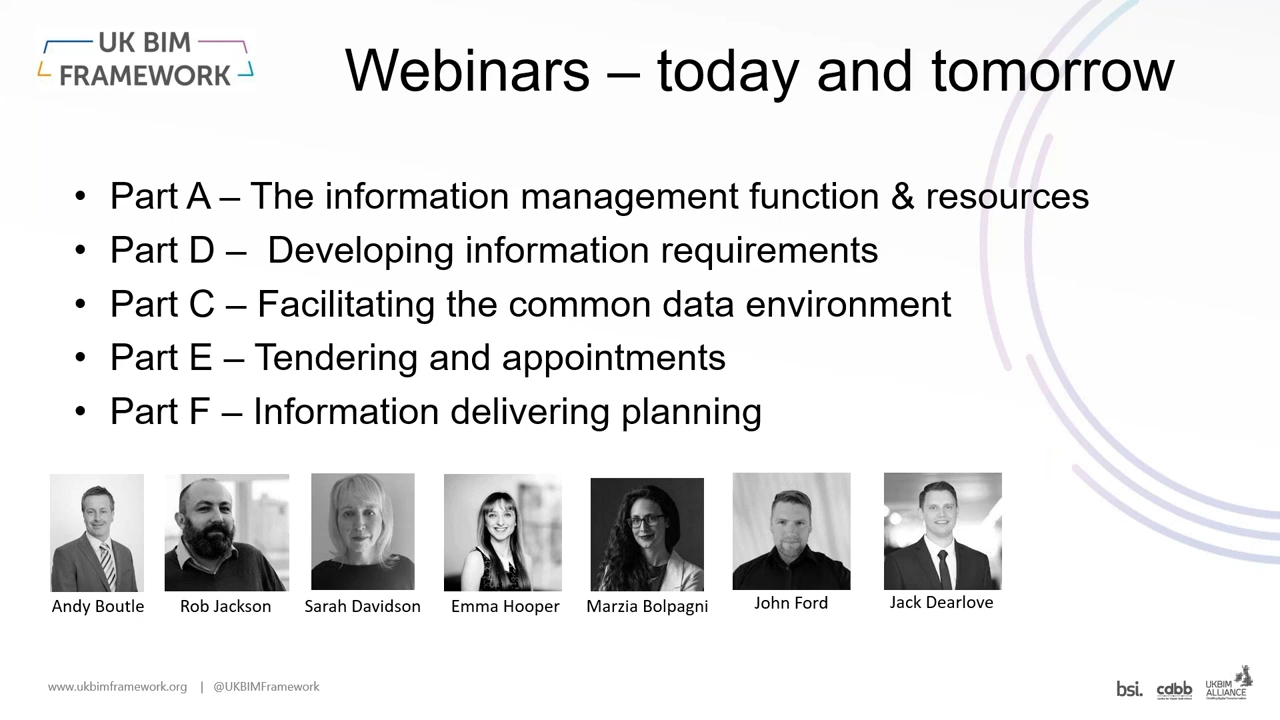 UK BIM
FRAMEWORK
Webinars – today and tomorrow
• Part A – The information management function & resources
• Part D –  Developing information requirements
• Part C – Facilitating the common data environment
• Part E – Tendering and appointments
• Part F – Information delivering planning
Andy Boutle
Rob Jackson
Sarah Davidson
Emma Hooper
Marzia Bolpagni
John Ford
Jack Dearlove
www.ukbimframework.org | @UKBIMFramework
bsi.
cdbb
UKBIM
ALLIANCE